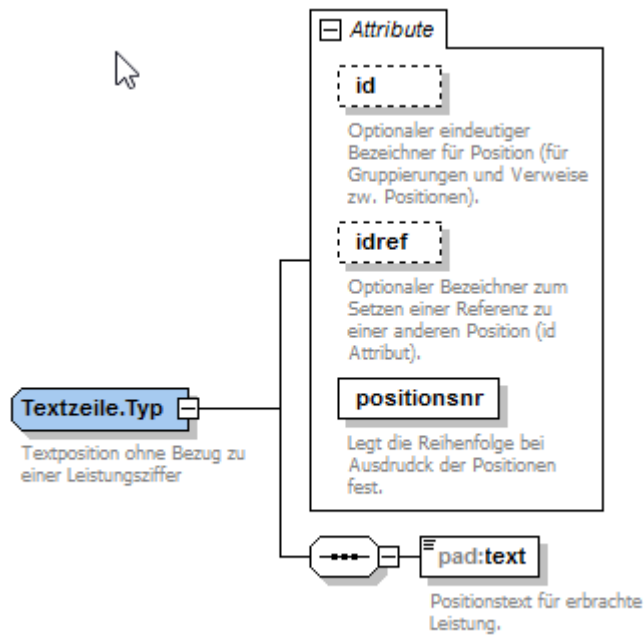 Attribute
id
Optionaler eindeutiger
Bezeichner für Position (für
Gruppierungen und Verweise
zw. Positionen).
idref
Optionaler Bezeichner zum
Setzen einer Referenz zu
einer anderen Position (id
Attribut).
positionsnr
Legt die Reihenfolge bei
Ausdrudck der Positionen
fest.
Textzeile.Typ
Textposition ohne Bezug zu
einer Leistungsziffer
pad:text
Positionstext für erbrachte
Leistung.